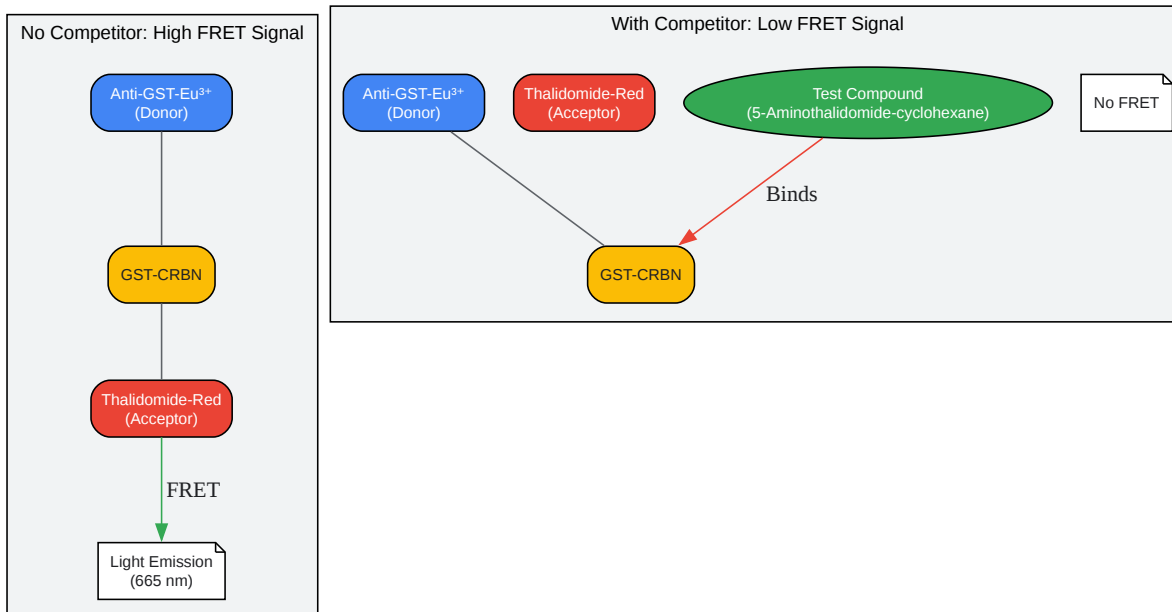 No Competitor: High FRET Signal
Anti-GST-Eu³⁺
(Donor)
GST-CRBN
Thalidomide-Red
(Acceptor)
FRET
Light Emission
(665 nm)
With Competitor: Low FRET Signal
Anti-GST-Eu³⁺
(Donor)
Thalidomide-Red
(Acceptor)
Test Compound
(5-Aminothalidomide-cyclohexane)
No FRET
Binds
GST-CRBN